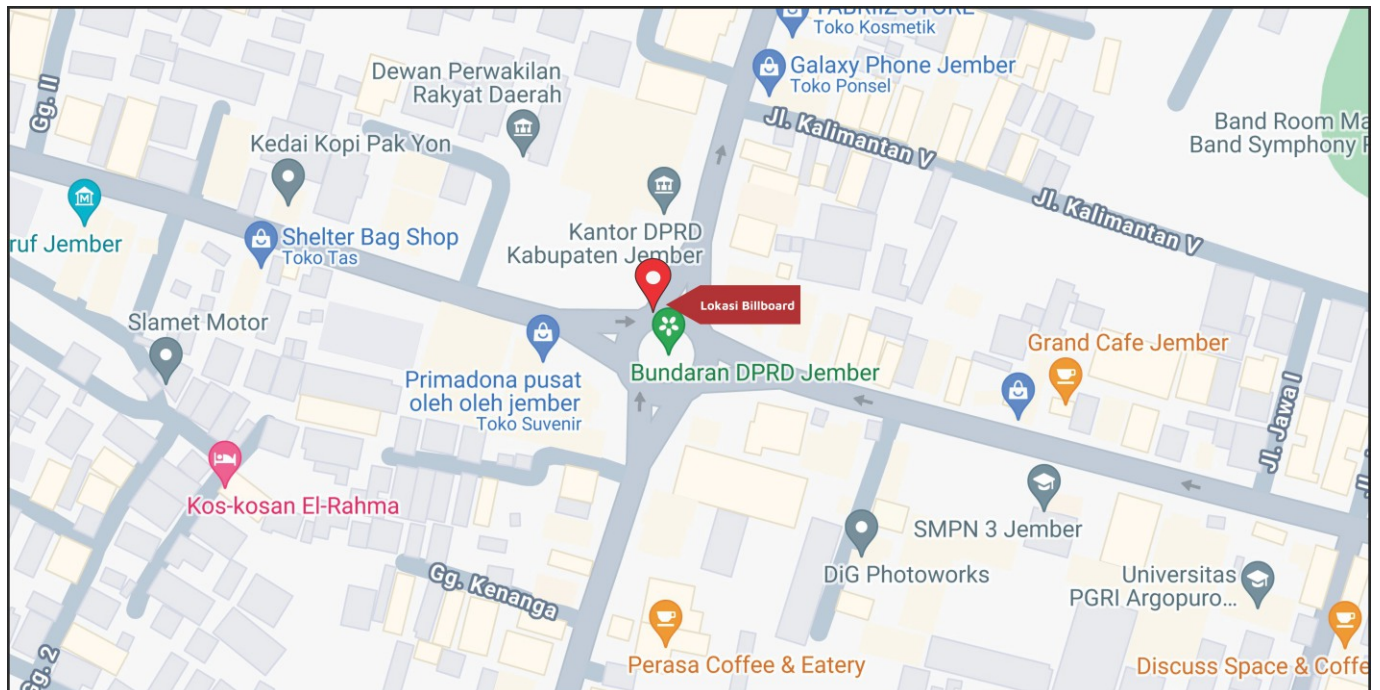 Toko Kosmetik
Galaxy Phone Jember
Toko Ponsel
Gg. II
Dewan Perwakilan
Rakyat Daerah
Jl. Kalimantan V
Band Room
Band Symphony
Kedai Kopi Pak Yon
Jl. Kalimantan V
ruf Jember
Shelter Bag Shop
Toko Tas
Kantor DPRD
Kabupaten Jember
Lokasi Billboard
Slamet Motor
Grand Cafe Jember
Primadona pusat
oleh oleh jember
Toko Suvenir
Bundaran DPRD Jember
Jl. Jawa I
Kos-kosan El-Rahma
SMPN 3 Jember
DiG Photoworks
Universitas
PGRI Argopuro...
Gg. Kenanga
Gg. 2
Perasa Coffee & Eatery
Discuss Space & Coffe